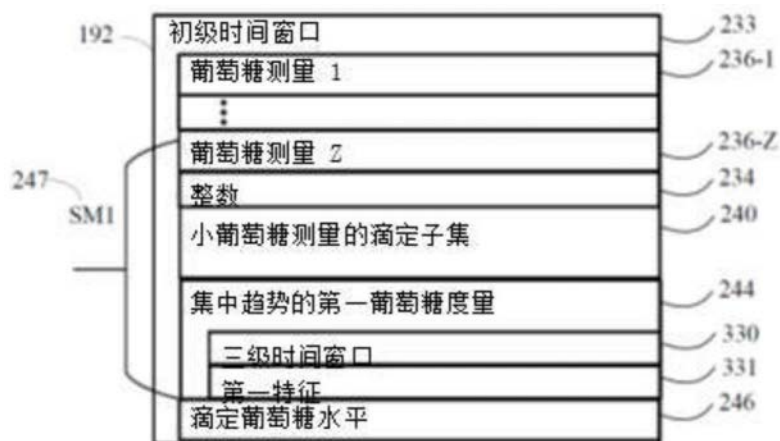 192
初级时间窗口
233
葡萄糖测量 1
236-1
葡萄糖测量 Z
236-Z
247
SM1
整数
234
小葡萄糖测量的滴定子集
240
集中趋势的第一葡萄糖度量
244
三级时间窗口
330
第一特征
331
滴定葡萄糖水平
246